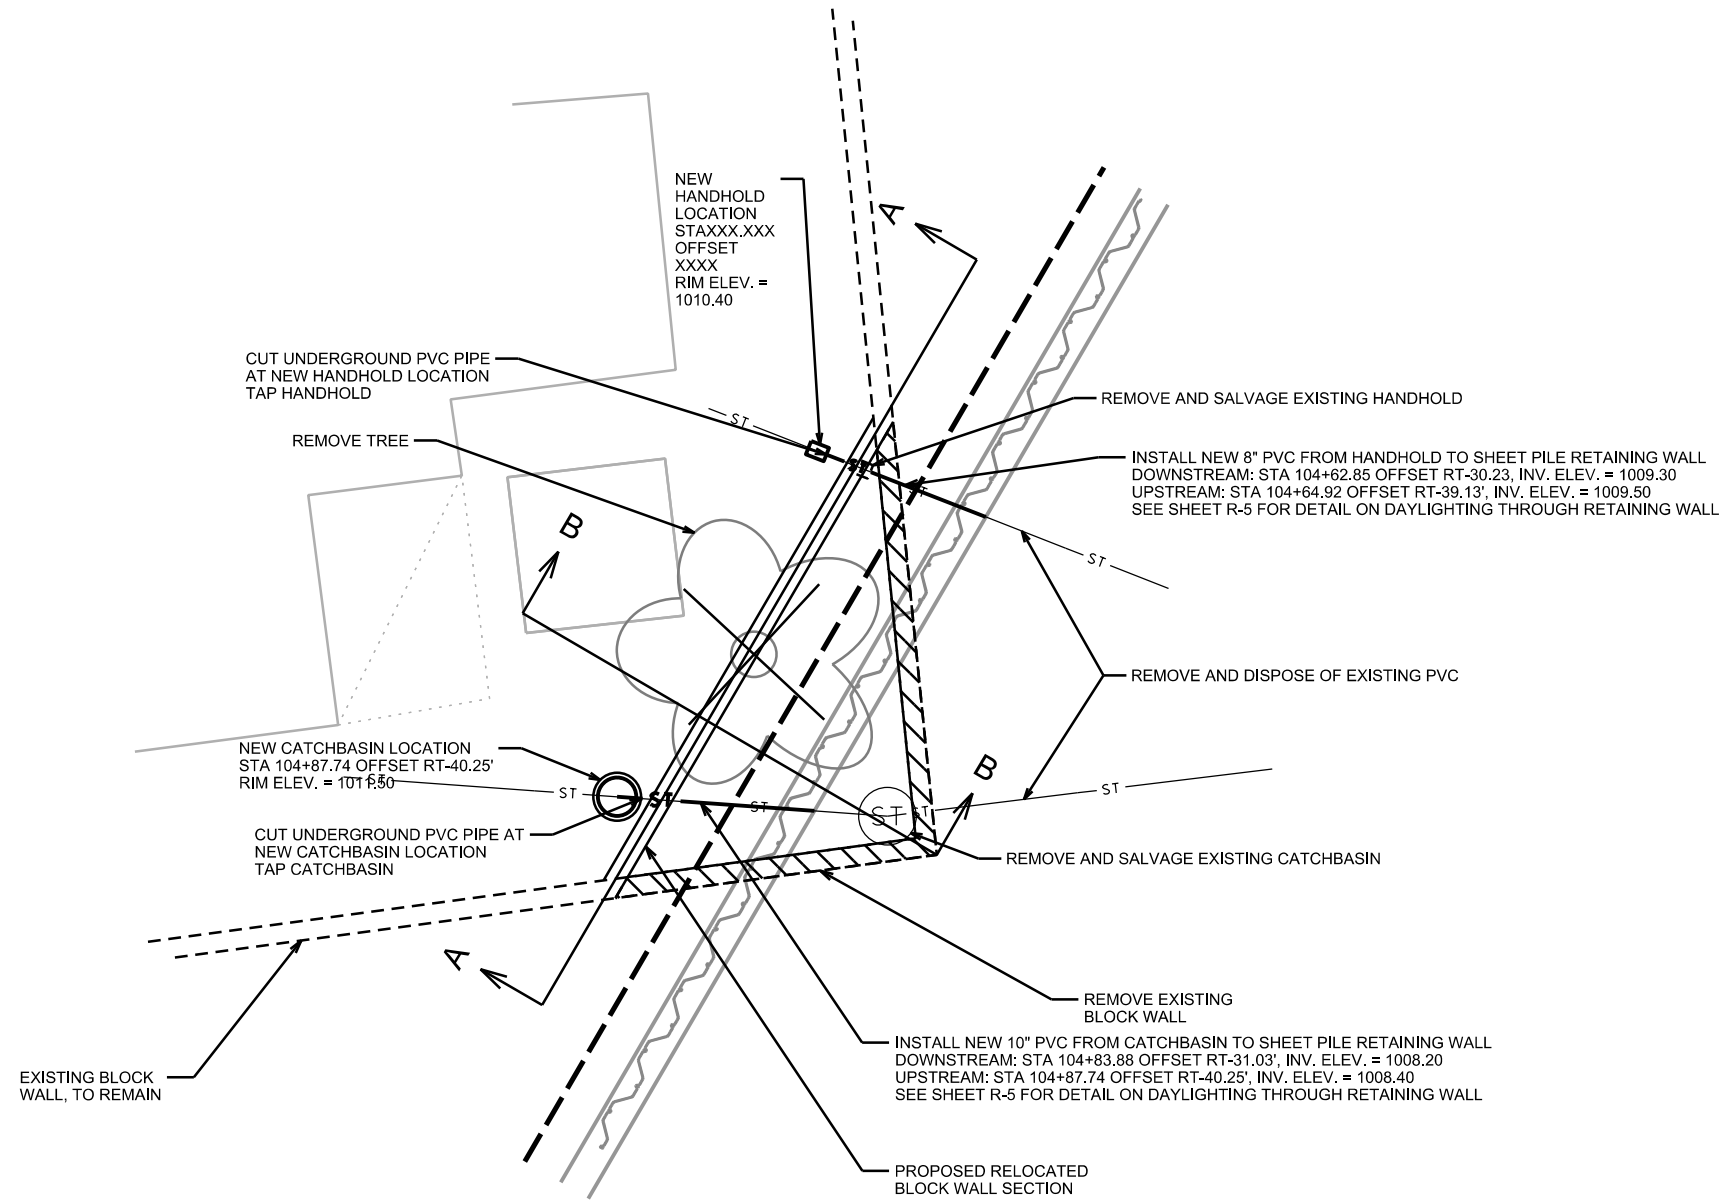 NEW
HANDHOLD
LOCATION
STAXXX.XXX
OFFSET
XXXX
RIM ELEV. =
1010.40
A
CUT UNDERGROUND PVC PIPE
AT NEW HANDHOLD LOCATION
TAP HANDHOLD
REMOVE AND SALVAGE EXISTING HANDHOLD
ST
REMOVE TREE
ST
INSTALL NEW 8" PVC FROM HANDHOLD TO SHEET PILE RETAINING WALL
DOWNSTREAM: STA 104+62.85 OFFSET RT-30.23, INV. ELEV. = 1009.30
UPSTREAM: STA 104+64.92 OFFSET RT-39.13', INV. ELEV. = 1009.50
SEE SHEET R-5 FOR DETAIL ON DAYLIGHTING THROUGH RETAINING WALL
ST
B
ST
REMOVE AND DISPOSE OF EXISTING PVC
NEW CATCHBASIN LOCATION
STA 104+87.74 OFFSET RT-40.25'
RIM ELEV. = 1011.50
ST
B
ST
ST
ST
ST
ST
ST
CUT UNDERGROUND PVC PIPE AT
NEW CATCHBASIN LOCATION
TAP CATCHBASIN
REMOVE AND SALVAGE EXISTING CATCHBASIN
A
REMOVE EXISTING
BLOCK WALL
INSTALL NEW 10" PVC FROM CATCHBASIN TO SHEET PILE RETAINING WALL
DOWNSTREAM: STA 104+83.88 OFFSET RT-31.03', INV. ELEV. = 1008.20
UPSTREAM: STA 104+87.74 OFFSET RT-40.25', INV. ELEV. = 1008.40
SEE SHEET R-5 FOR DETAIL ON DAYLIGHTING THROUGH RETAINING WALL
EXISTING BLOCK
WALL, TO REMAIN
PROPOSED RELOCATED
BLOCK WALL SECTION